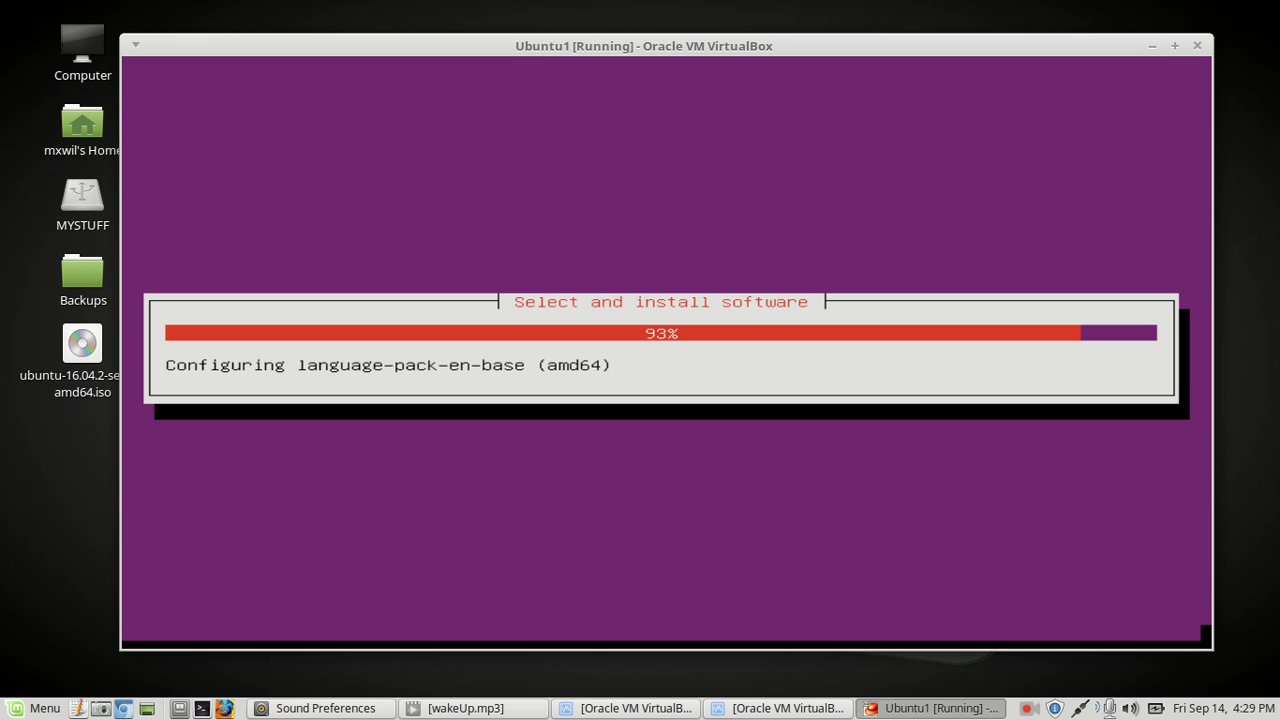 Ubuntu1 [Running] - Oracle VM VirtualBox
Computer
mxwil's Home
MYSTUFF
Backups
ubuntu-16.04.2-se
amd64.iso
Select and install software
93%
Configuring language-pack-en-base (amd64)
Menu
Sound Preferences
[wakeUp.mp3]
[Oracle VM VirtualB...
[Oracle VM VirtualB...
Ubuntu1 [Running] -...
Fri Sep 14, 4:29 PM